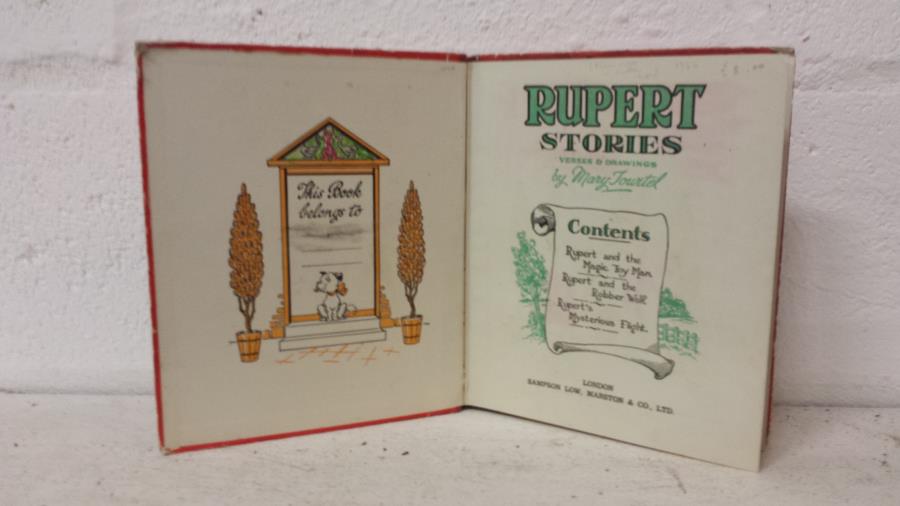 This Book
belongs to
RUPERT
STORIES
VERSES & DRAWINGS
by Mary Tourtel
Contents
Rupert and the
Magic Toy Man.
Rupert and the
Robber Wolf.
Rupert's
Mysterious Flight.
LONDON
SAMPSON LOW, MARSTON & CO., LTD.